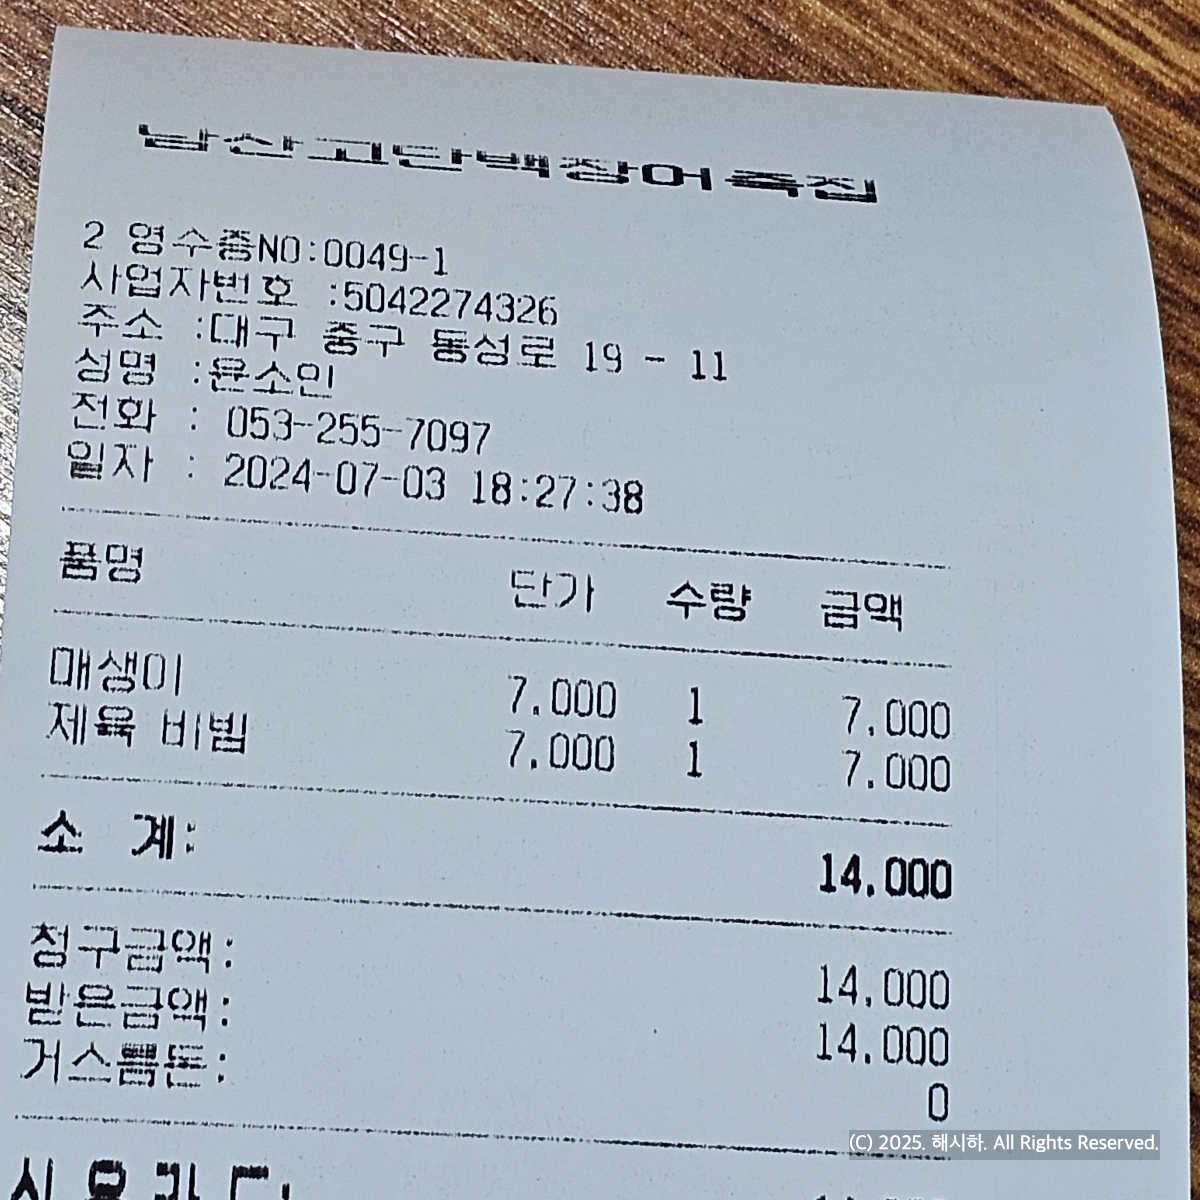 남산고단백장어즉집
2 영수증NO:0049-1
사업자번호 :5042274326
주소 :대구 중구 동성로 19 - 11
성명 :윤소인
전화 : 053-255-7097
일자 : 2024-07-03 18:27:38
품명 단가 수량 금액
매생이 7.000 1 7.000
제육 비빔 7.000 1 7.000
소 계: 14.000
청구금액: 14.000
받은금액: 14.000
거스름돈: 0
(C) 2025. 해시하. All Rights Reserved.
신용카드: